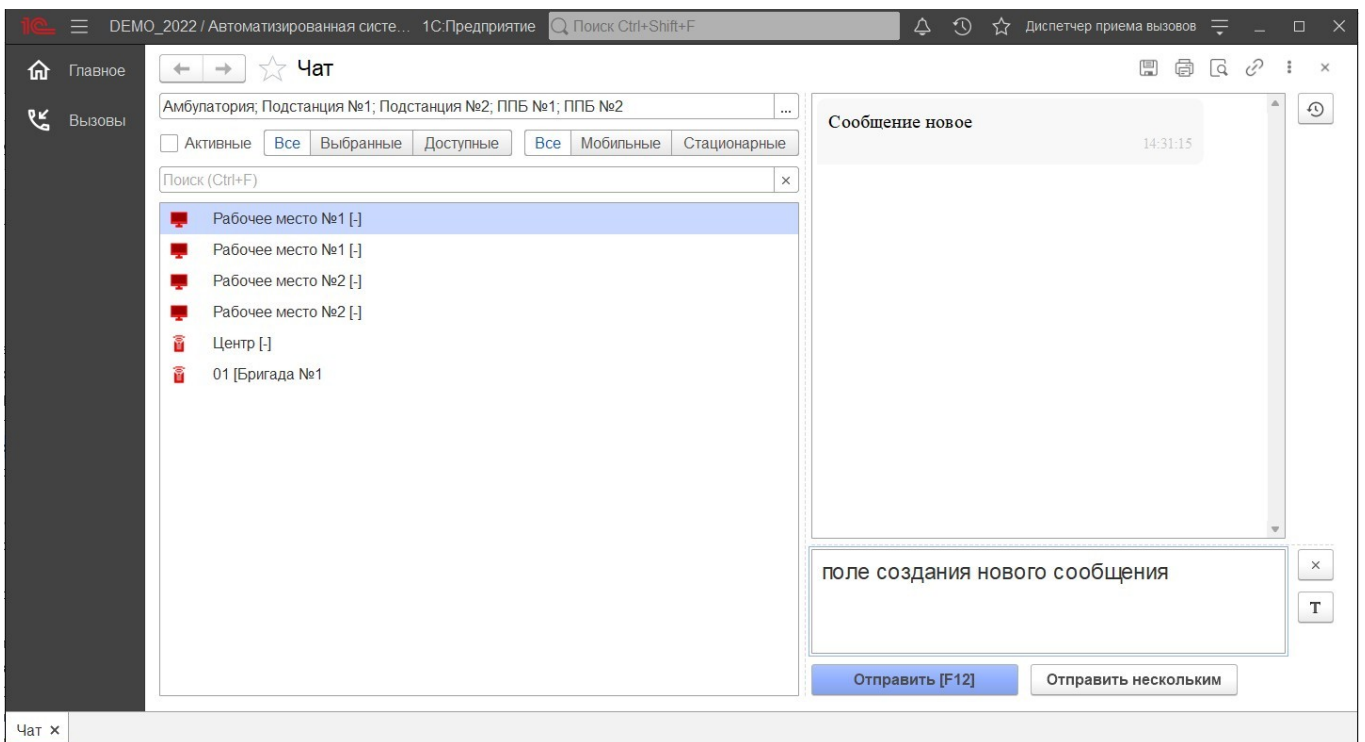 1С DEMO_2022 / Автоматизированная систе... 1С:Предприятие Поиск Ctrl+Shift+F Диспетчер приема вызовов
Главное
Вызовы
Чат
Амбулатория; Подстанция №1; Подстанция №2; ППБ №1; ППБ №2 ...
Активные Все Выбранные Доступные Все Мобильные Стационарные
Поиск (Ctrl+F)
Рабочее место №1 [-]
Рабочее место №1 [-]
Рабочее место №2 [-]
Рабочее место №2 [-]
Центр [-]
01 [Бригада №1
Сообщение новое
14:31:15
поле создания нового сообщения
T
Отправить [F12] Отправить нескольким
Чат